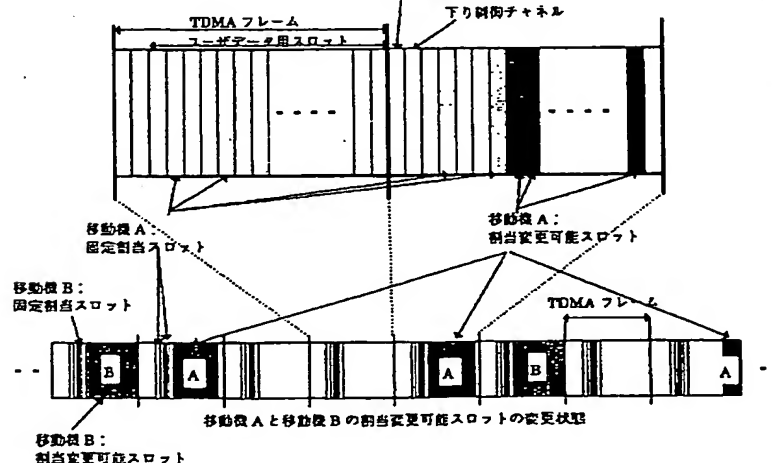 下り制御チャネル
TDMA フレーム
ユーザデータ用スロット
移動機 A：
固定割当スロット
移動機 A：
割当変更可能スロット
移動機 B：
固定割当スロット
TDMA フレーム
B
A
A
B
A
移動機 A と移動機 B の割当変更可能スロットの変更状態
移動機 B：
割当変更可能スロット